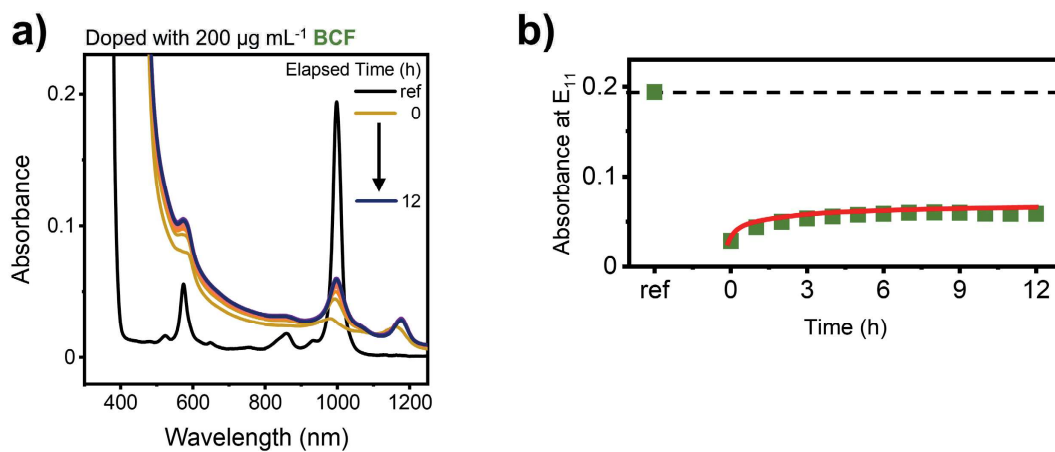 a)
Doped with 200 µg mL⁻¹ BCF
Elapsed Time (h)
ref
0
12
0.2
0.1
0
Absorbance
400 600 800 1000 1200
Wavelength (nm)
b)
0.2
0.1
0
Absorbance at E₁₁
ref 0 3 6 9 12
Time (h)